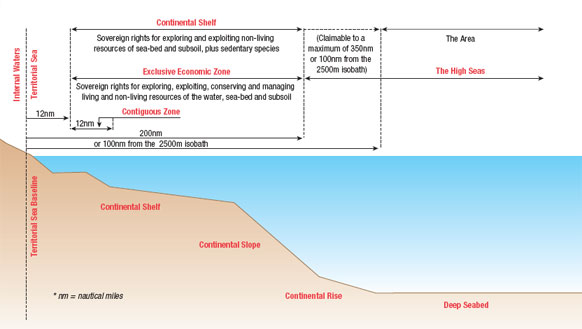 Continental Shelf
Sovereign rights for exploring and exploiting non-living
resources of sea-bed and subsoil, plus sedentary species
(Claimable to a
maximum of 350nm
or 100nm from the
2500m isobath)
The Area
Internal Waters
Territorial Sea
Exclusive Economic Zone
The High Seas
Sovereign rights for exploring, exploiting, conserving and managing
living and non-living resources of the water, sea-bed and subsoil
12nm
Contiguous Zone
12nm
200nm
or 100nm from the 2500m isobath
Territorial Sea Baseline
Continental Shelf
Continental Slope
* nm = nautical miles
Continental Rise
Deep Seabed